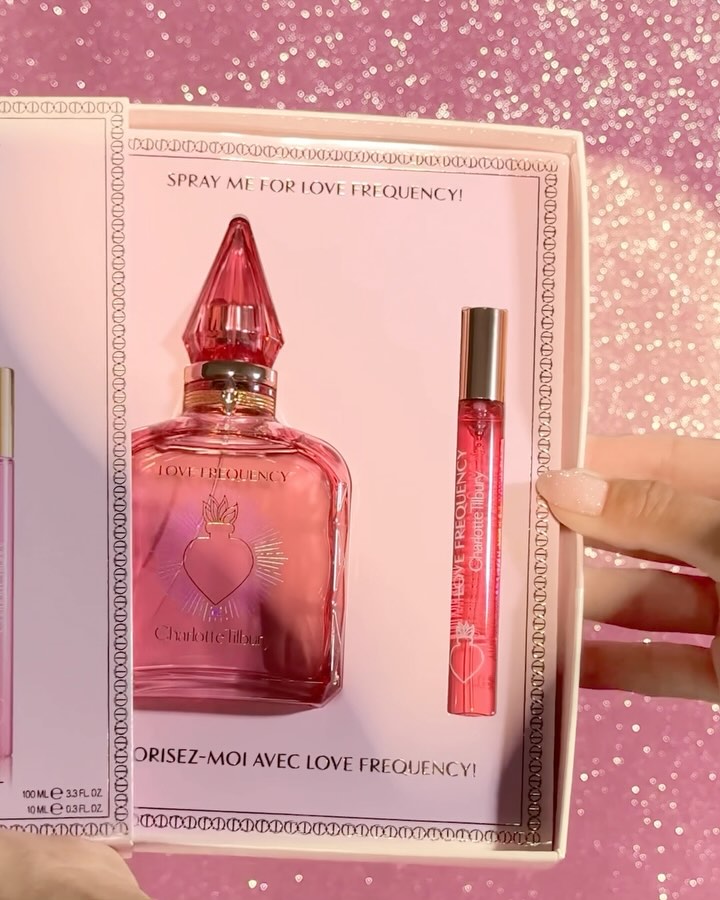 SPRAY ME FOR LOVE FREQUENCY!
LOVE FREQUENCY
Charlotte Tilbury
LOVE FREQUENCY
Charlotte Tilbury
ORISEZ-MOI AVEC LOVE FREQUENCY!
100 ML ℮ 3.3 FL. OZ.
10 ML ℮ 0.3 FL. OZ.